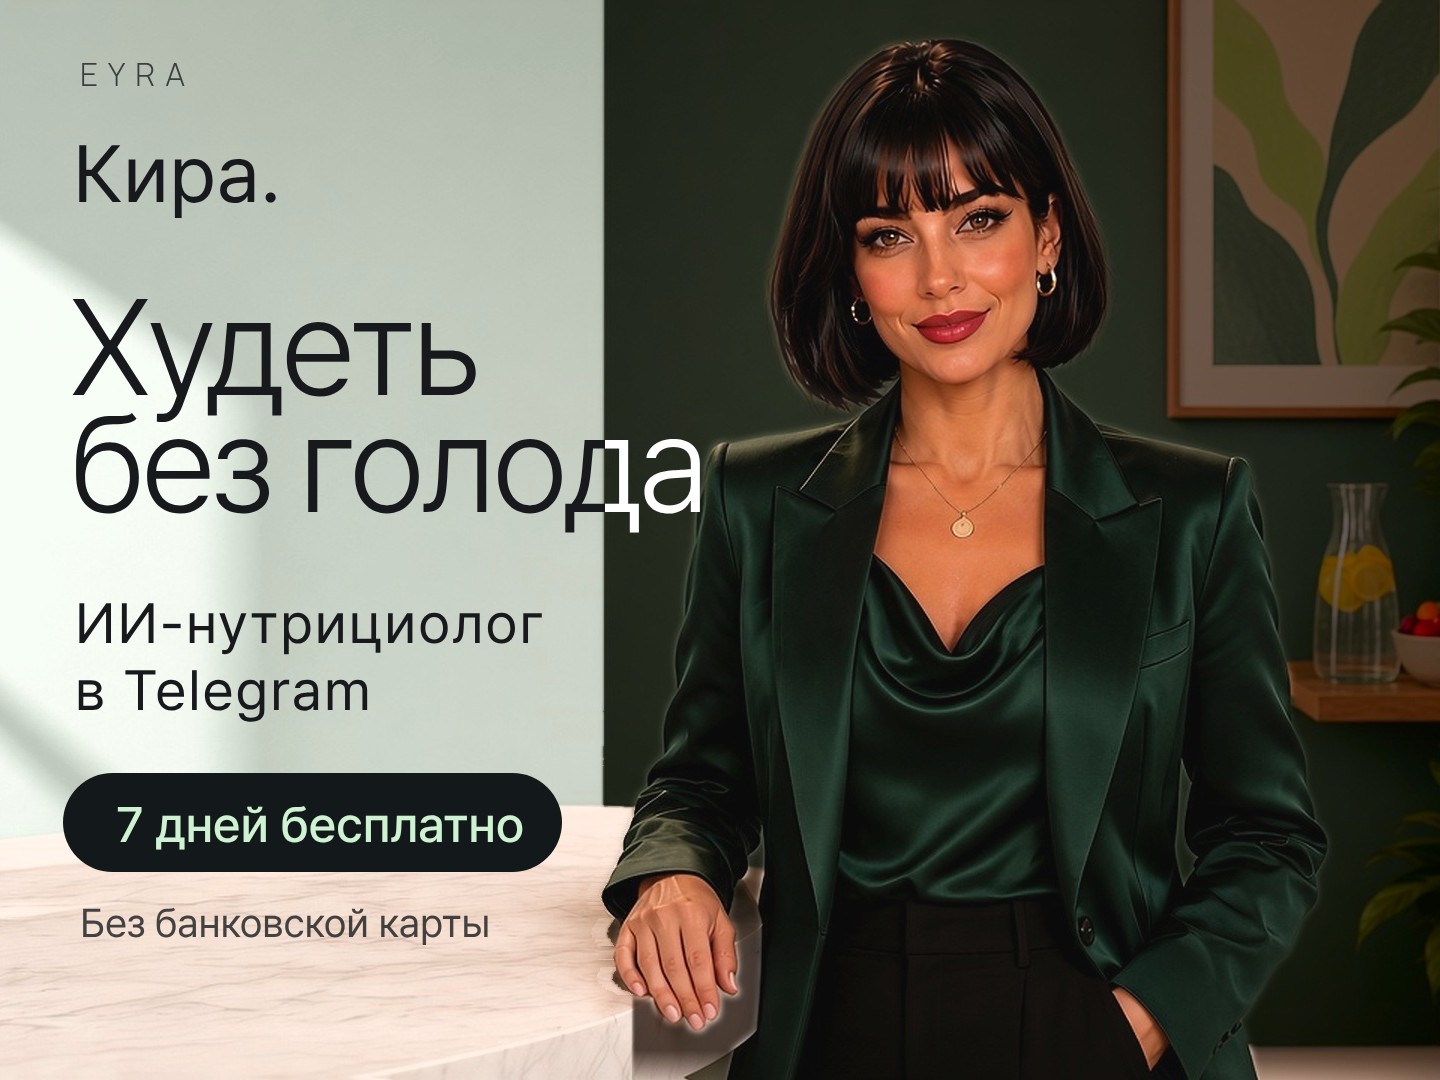 EYRA
Кира.
Худеть
без голода
ИИ-нутрициолог
в Telegram
7 дней бесплатно
Без банковской карты